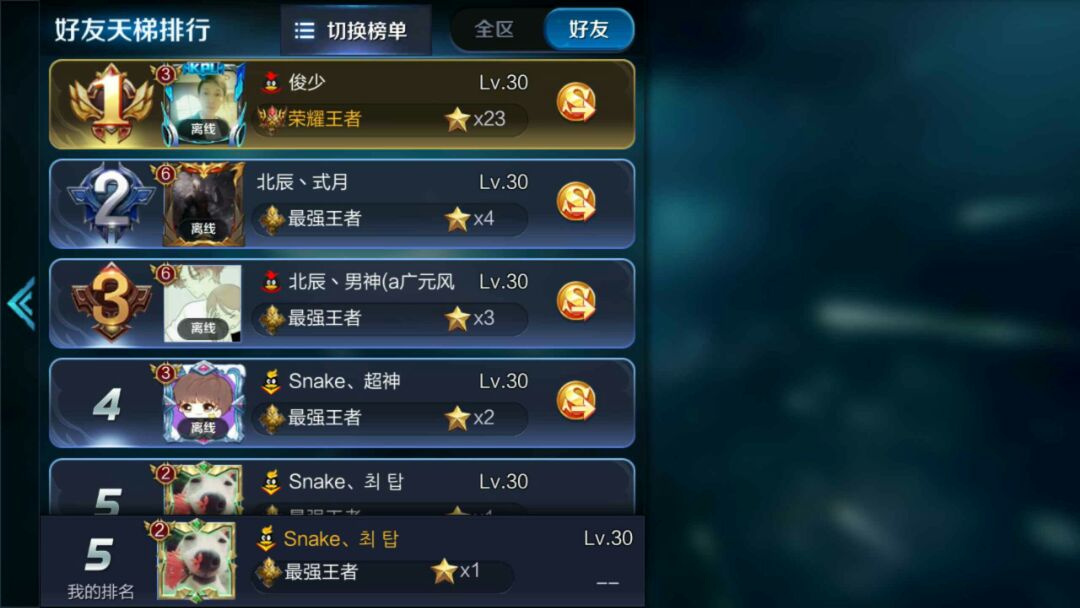 好友天梯排行
切换榜单
全区
好友
1
3
KPL
俊少
Lv.30
离线
荣耀王者
x23
2
6
北辰丶式月
Lv.30
离线
最强王者
x4
3
6
北辰丶男神(a广元风
Lv.30
离线
最强王者
x3
4
3
Snake、超神
Lv.30
离线
最强王者
x2
5
2
Snake、최 탑
Lv.30
5
2
Snake、최 탑
Lv.30
我的排名
最强王者
x1
--